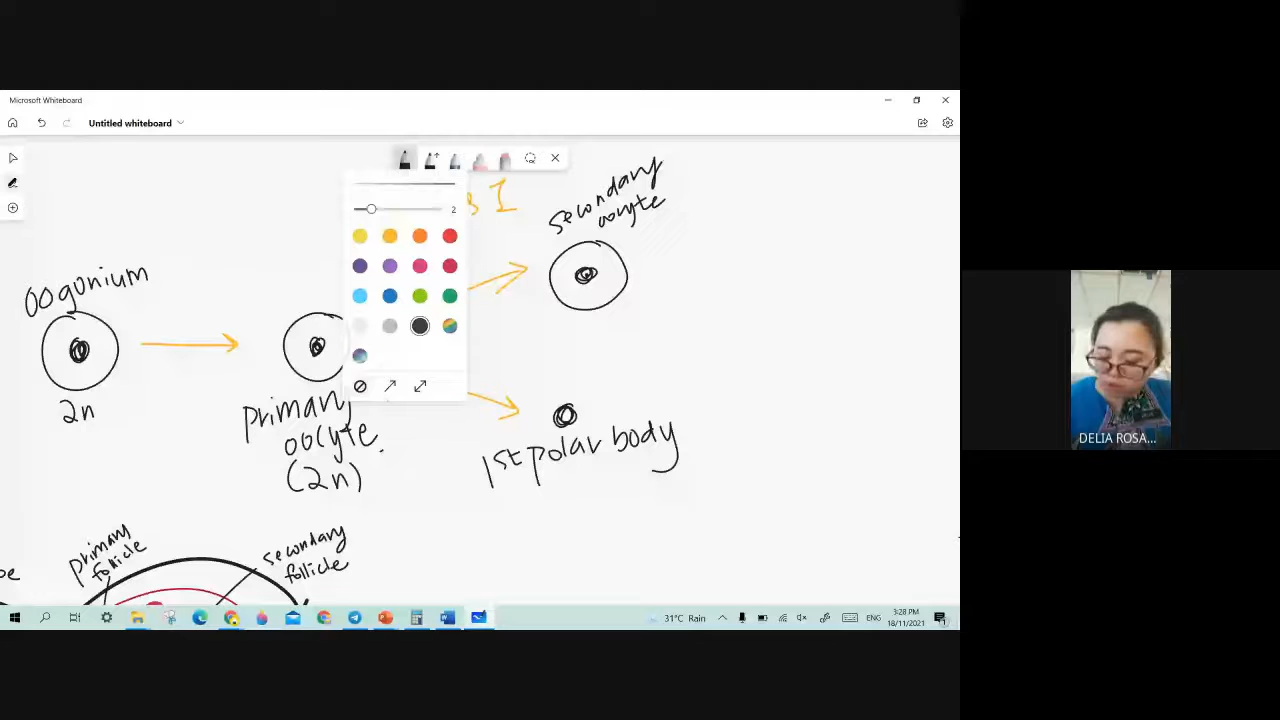 Microsoft Whiteboard
Untitled whiteboard
s I
2
secondary
oocyte
oogonium
2n
primary
oocyte.
(2n)
1st polar body
primary
follicle
secondary
follicle
DELIA ROSA...
31°C Rain
ENG
3:28 PM
18/11/2021